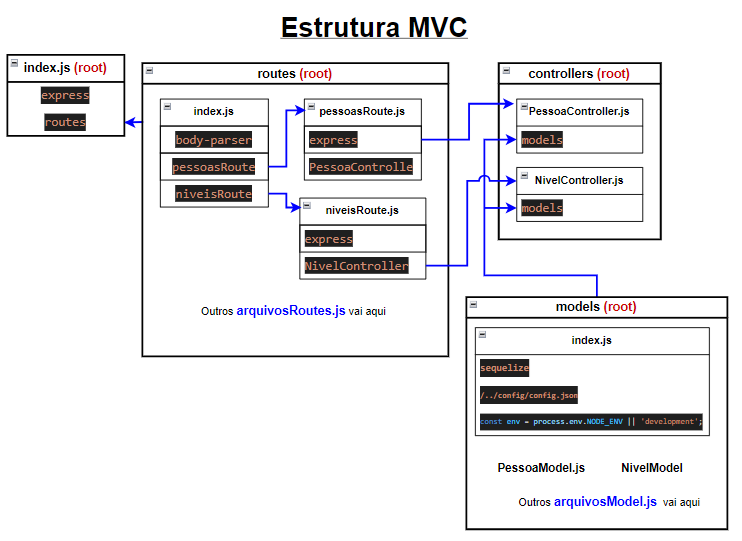 Estrutura MVC
index.js (root)
express
routes
routes (root)
index.js
body-parser
pessoasRoute
niveisRoute
pessoasRoute.js
express
PessoaControlle
niveisRoute.js
express
NivelController
Outros arquivosRoutes.js vai aqui
controllers (root)
PessoaController.js
models
NivelController.js
models
models (root)
index.js
sequelize
/../config/config.json
const env = process.env.NODE_ENV || 'development';
PessoaModel.js
NivelModel
Outros arquivosModel.js vai aqui